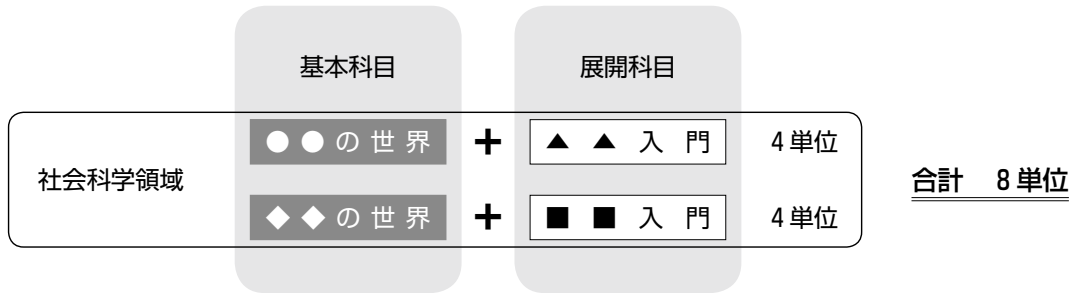 基本科目 展開科目
●●の世界 + ▲▲入門 4単位
社会科学領域 合計 8単位
◆◆の世界 + ■■入門 4単位